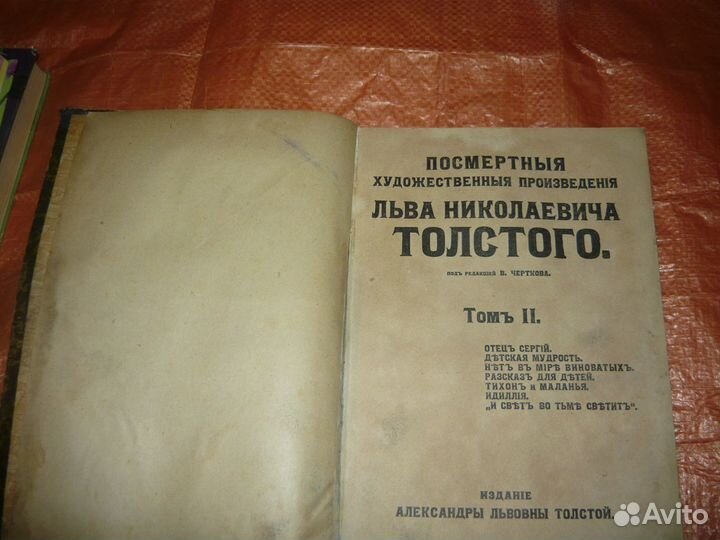 ПОСМЕРТНЫЯ
ХУДОЖЕСТВЕННЫЯ ПРОИЗВЕДЕНІЯ
ЛЬВА НИКОЛАЕВИЧА
ТОЛСТОГО.
ПОДЪ РЕДАКЦІЕЙ В. ЧЕРТКОВА.
Томъ II.
ОТЕЦЪ СЕРГІЙ.
ДѢТСКАЯ МУДРОСТЬ.
НѢТЪ ВЪ МІРѢ ВИНОВАТЫХЪ.
РАЗСКАЗЪ ДЛЯ ДѢТЕЙ.
ТИХОНЪ и МАЛАНЬЯ.
ИДИЛЛІЯ.
„И СВѢТЪ ВО ТЬМѢ СВѢТИТЪ“.
ИЗДАНІЕ
АЛЕКСАНДРЫ ЛЬВОВНЫ ТОЛСТОЙ.
Avito